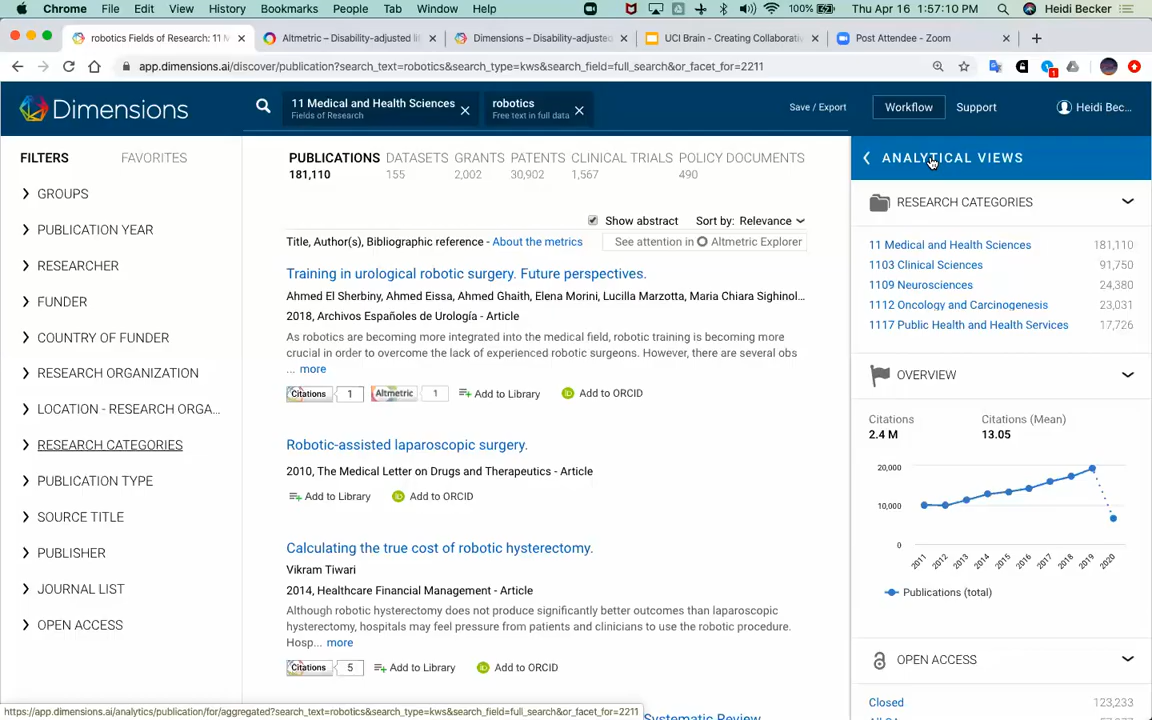 Chrome File Edit View History Bookmarks People Tab Window Help 100% Thu Apr 16 1:57:10 PM Heidi Becker
robotics Fields of Research: 11 M Altmetric – Disability-adjusted li Dimensions – Disability-adjusted UCI Brain - Creating Collaborativ Post Attendee - Zoom
app.dimensions.ai/discover/publication?search_text=robotics&search_type=kws&search_field=full_search&or_facet_for=2211
Dimensions
11 Medical and Health Sciences
Fields of Research
robotics
Free text in full data
Save / Export
Workflow
Support
Heidi Bec...
FILTERS FAVORITES
GROUPS
PUBLICATION YEAR
RESEARCHER
FUNDER
COUNTRY OF FUNDER
RESEARCH ORGANIZATION
LOCATION - RESEARCH ORGA...
RESEARCH CATEGORIES
PUBLICATION TYPE
SOURCE TITLE
PUBLISHER
JOURNAL LIST
OPEN ACCESS
PUBLICATIONS DATASETS GRANTS PATENTS CLINICAL TRIALS POLICY DOCUMENTS
181,110 155 2,002 30,902 1,567 490
Show abstract Sort by: Relevance
Title, Author(s), Bibliographic reference - About the metrics See attention in Altmetric Explorer
Training in urological robotic surgery. Future perspectives.
Ahmed El Sherbiny, Ahmed Eissa, Ahmed Ghaith, Elena Morini, Lucilla Marzotta, Maria Chiara Sighinol...
2018, Archivos Españoles de Urología - Article
As robotics are becoming more integrated into the medical field, robotic training is becoming more
crucial in order to overcome the lack of experienced robotic surgeons. However, there are several obs
... more
Citations 1 Altmetric 1 Add to Library iD Add to ORCID
Robotic-assisted laparoscopic surgery.
2010, The Medical Letter on Drugs and Therapeutics - Article
Add to Library iD Add to ORCID
Calculating the true cost of robotic hysterectomy.
Vikram Tiwari
2014, Healthcare Financial Management - Article
Although robotic hysterectomy does not produce significantly better outcomes than laparoscopic
hysterectomy, hospitals may feel pressure from patients and clinicians to use the robotic procedure.
Hosp... more
Citations 5 Add to Library iD Add to ORCID
Systematic Review
ANALYTICAL VIEWS
RESEARCH CATEGORIES
11 Medical and Health Sciences 181,110
1103 Clinical Sciences 91,750
1109 Neurosciences 24,380
1112 Oncology and Carcinogenesis 23,031
1117 Public Health and Health Services 17,726
OVERVIEW
Citations Citations (Mean)
2.4 M 13.05
20,000
10,000
0
2011 2012 2013 2014 2015 2016 2017 2018 2019 2020
Publications (total)
OPEN ACCESS
Closed 123,233
https://app.dimensions.ai/analytics/publication/for/aggregated?search_text=robotics&search_type=kws&search_field=full_search&or_facet_for=2211